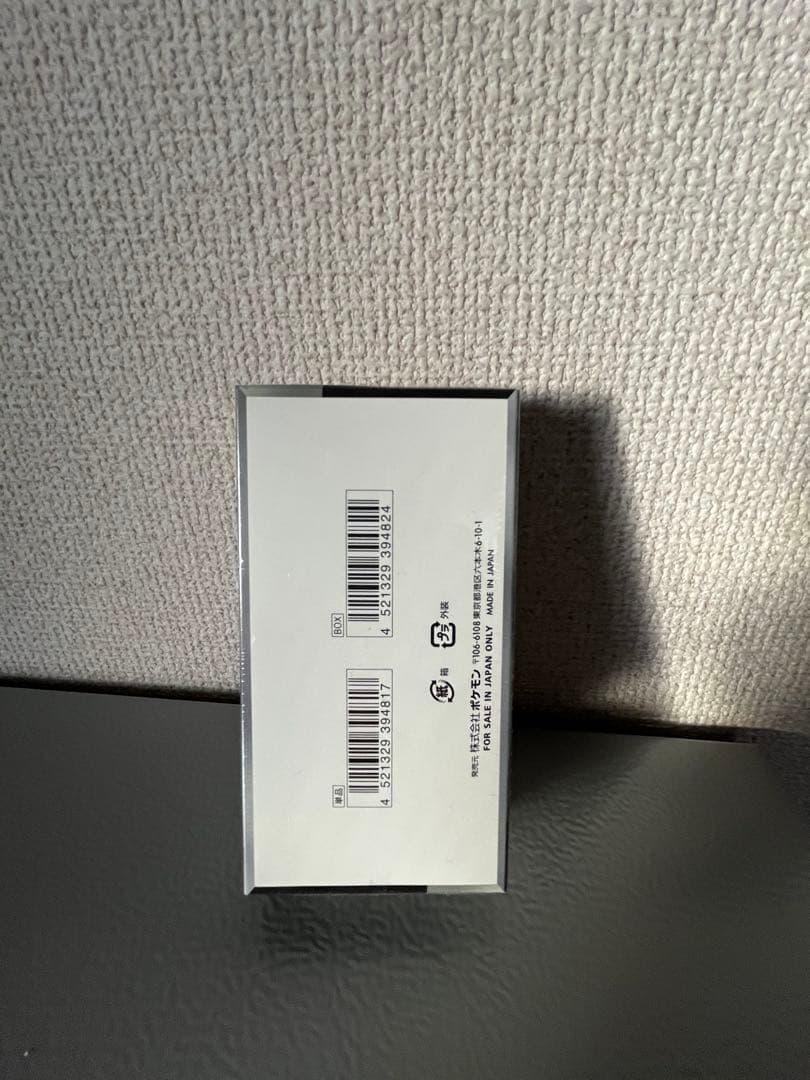 単品
4 521329 394817
BOX
4 521329 394824
紙 箱
プラ 外装
発売元 株式会社ポケモン 〒106-6108 東京都港区六本木6-10-1
FOR SALE IN JAPAN ONLY MADE IN JAPAN